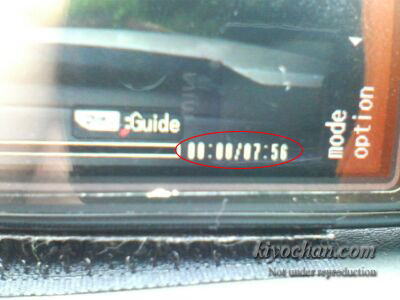 :Guide
00:00/07:56
mode
option
kiyochan.com
Not under reproduction